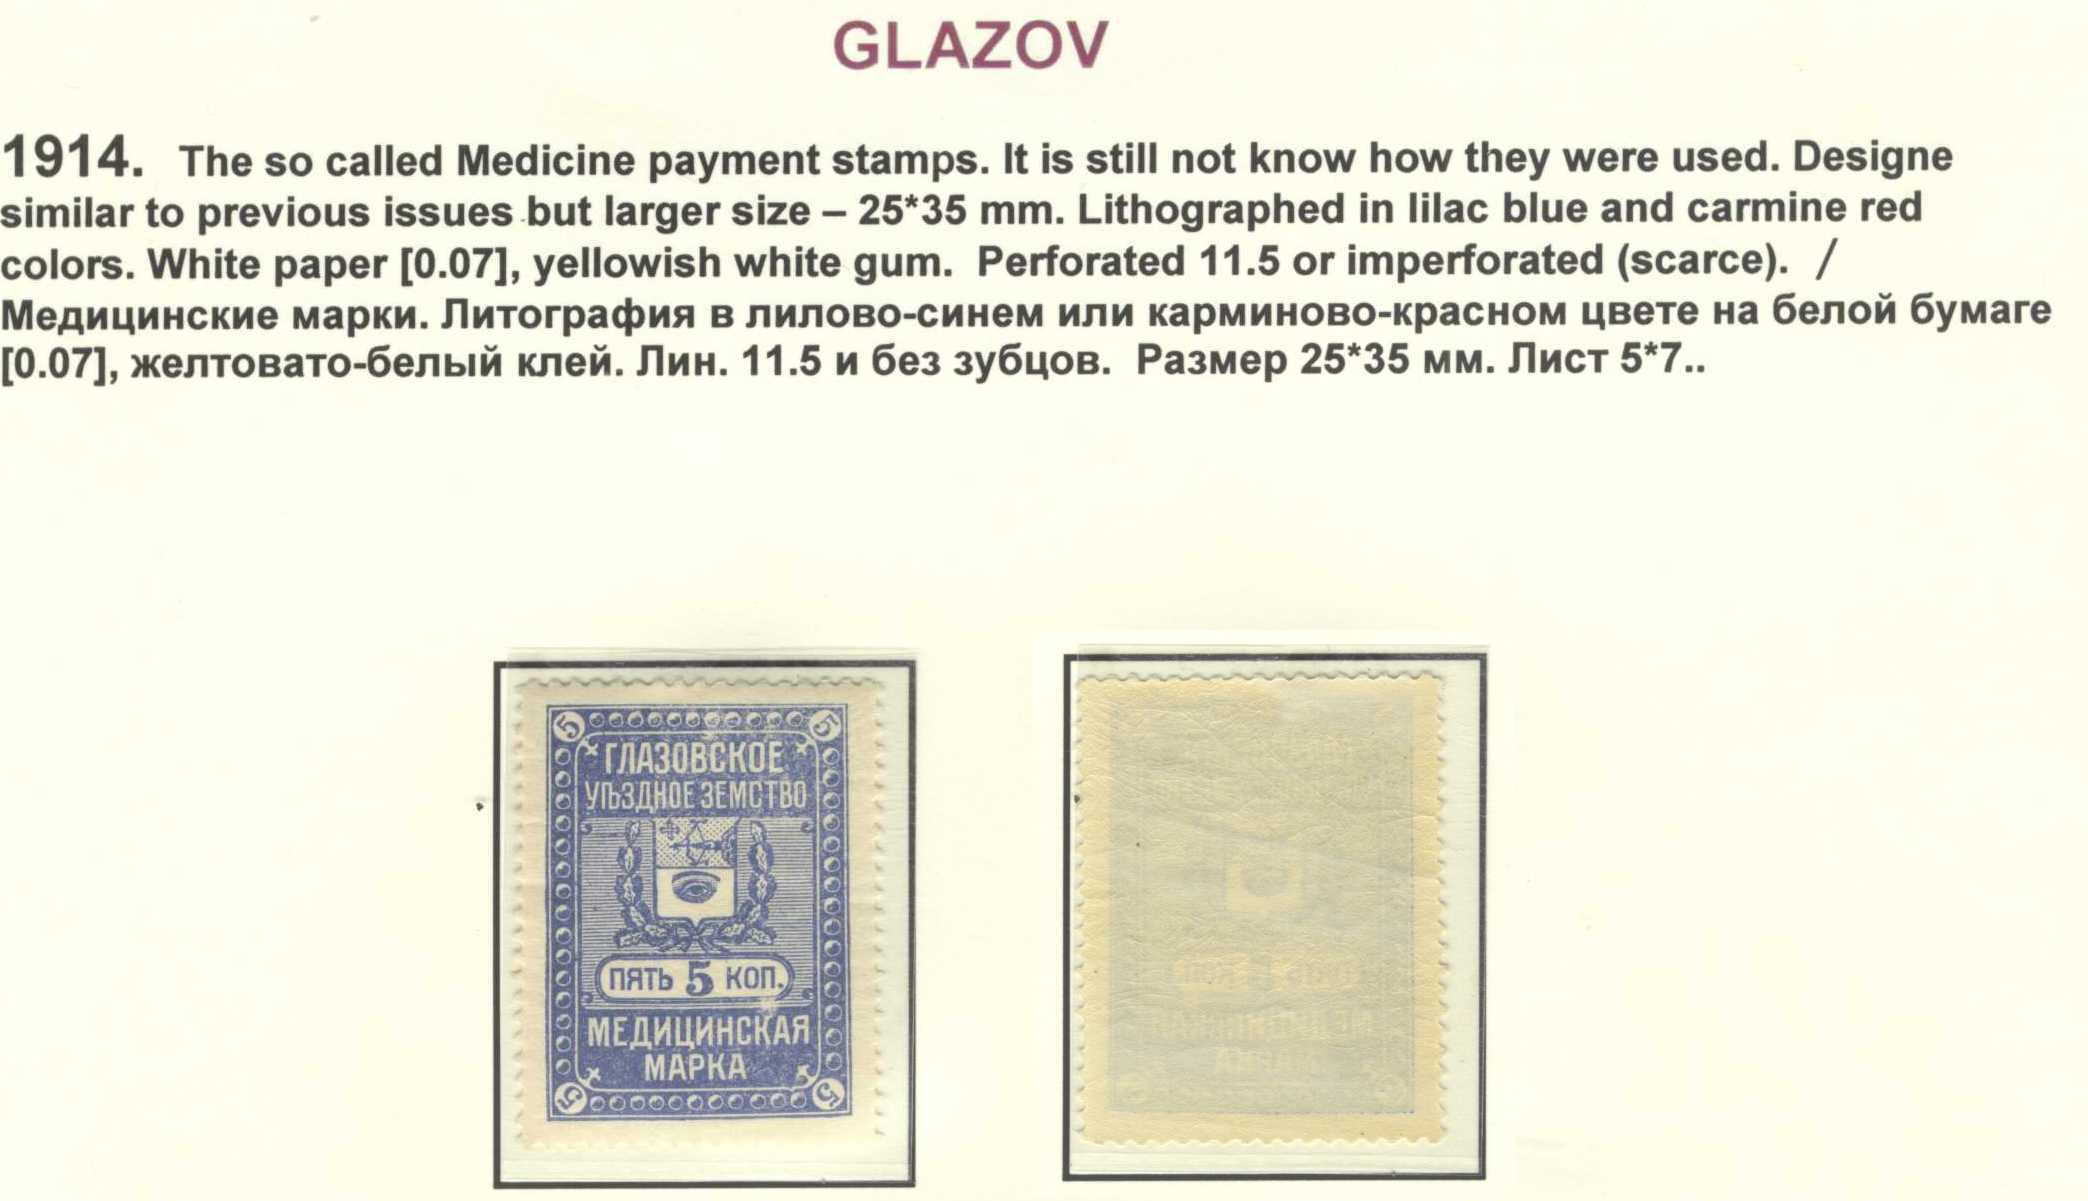 GLAZOV
1914. The so called Medicine payment stamps. It is still not know how they were used. Designe
similar to previous issues but larger size – 25*35 mm. Lithographed in lilac blue and carmine red
colors. White paper [0.07], yellowish white gum. Perforated 11.5 or imperforated (scarce). /
Медицинские марки. Литография в лилово-синем или карминово-красном цвете на белой бумаге
[0.07], желтовато-белый клей. Лин. 11.5 и без зубцов. Размер 25*35 мм. Лист 5*7..
5 5
ГЛАЗОВСКОЕ
УѢЗДНОЕ ЗЕМСТВО
ПЯТЬ 5 КОП.
МЕДИЦИНСКАЯ
МАРКА
5 5